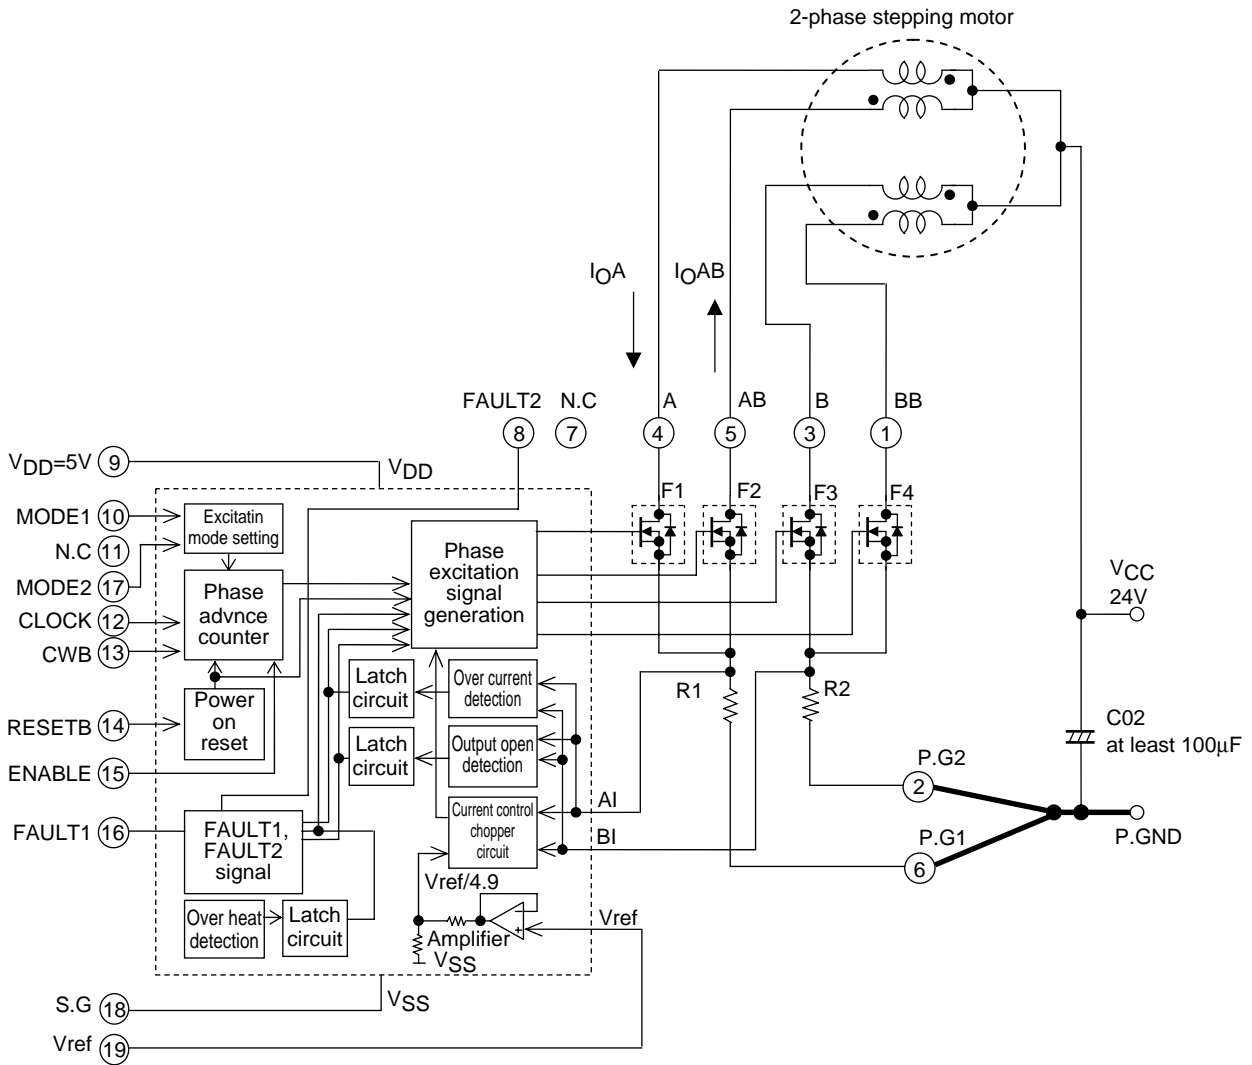 2-phase stepping motor
IOA
IOAB
FAULT2
N.C
A
AB
B
BB
8
7
4
5
3
1
VDD=5V
9
VDD
MODE1
10
N.C
11
MODE2
17
CLOCK
12
CWB
13
RESETB
14
ENABLE
15
FAULT1
16
Excitatin
mode setting
Phase
advnce
counter
Power
on
reset
FAULT1,
FAULT2
signal
Over heat
detection
Latch
circuit
Phase
excitation
signal
generation
Latch
circuit
Over current
detection
Latch
circuit
Output open
detection
Current control
chopper
circuit
Vref/4.9
Amplifier
-
+
VSS
F1
F2
F3
F4
R1
R2
AI
BI
Vref
VCC
24V
C02
at least 100µF
P.G2
2
P.G1
6
P.GND
S.G
18
VSS
Vref
19